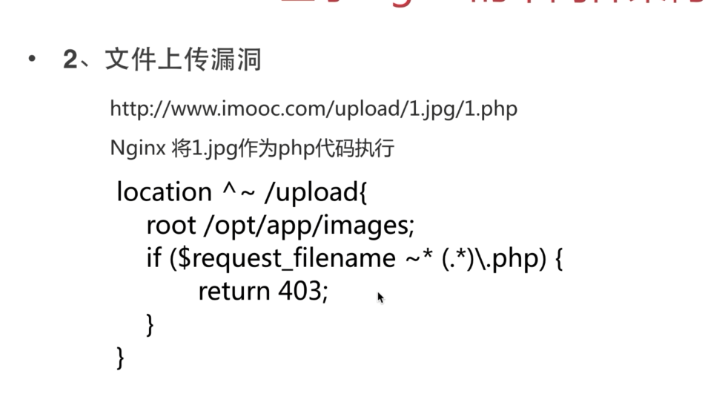 • 2、文件上传漏洞
http://www.imooc.com/upload/1.jpg/1.php
Nginx 将1.jpg作为php代码执行
location ^~ /upload{
root /opt/app/images;
if ($request_filename ~* (.*)\.php) {
return 403;
}
}